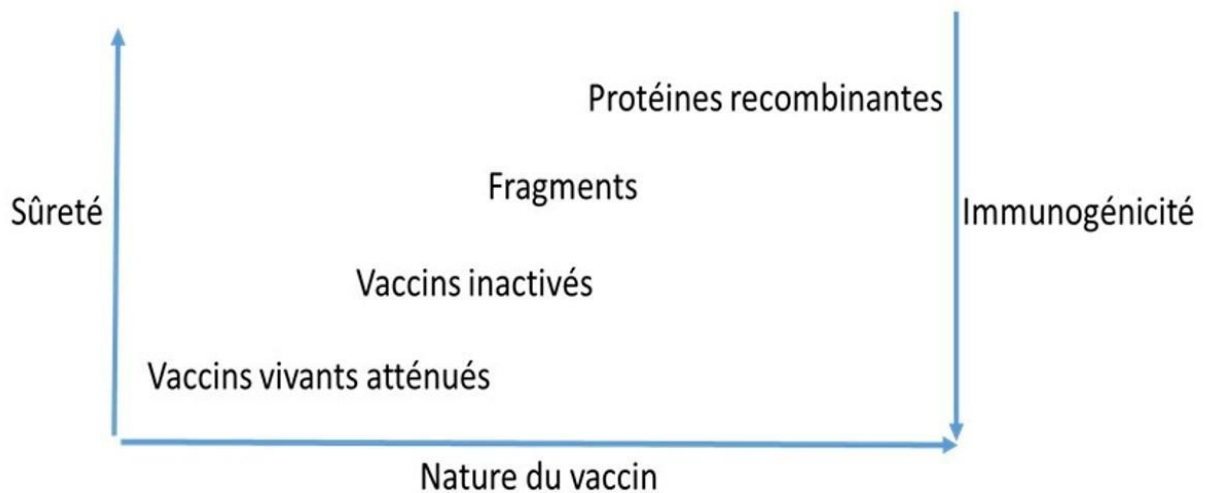 Protéines recombinantes
Fragments
Sûreté
Immunogénicité
Vaccins inactivés
Vaccins vivants atténués
Nature du vaccin